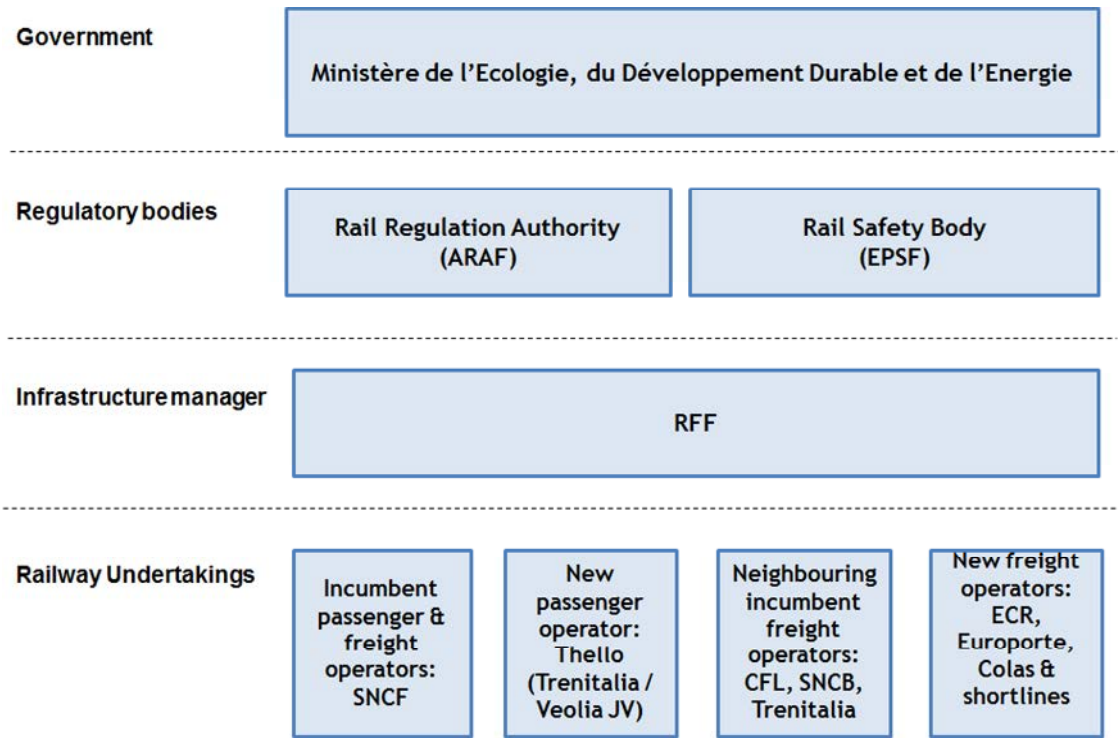 Government
Ministère de l'Ecologie, du Développement Durable et de l'Energie
Regulatory bodies
Rail Regulation Authority
(ARAF)
Rail Safety Body
(EPSF)
Infrastructure manager
RFF
Railway Undertakings
Incumbent
passenger &
freight
operators:
SNCF
New
passenger
operator:
Thello
(Trenitalia /
Veolia JV)
Neighbouring
incumbent
freight
operators:
CFL, SNCB,
Trenitalia
New freight
operators:
ECR,
Europorte,
Colas &
shortlines